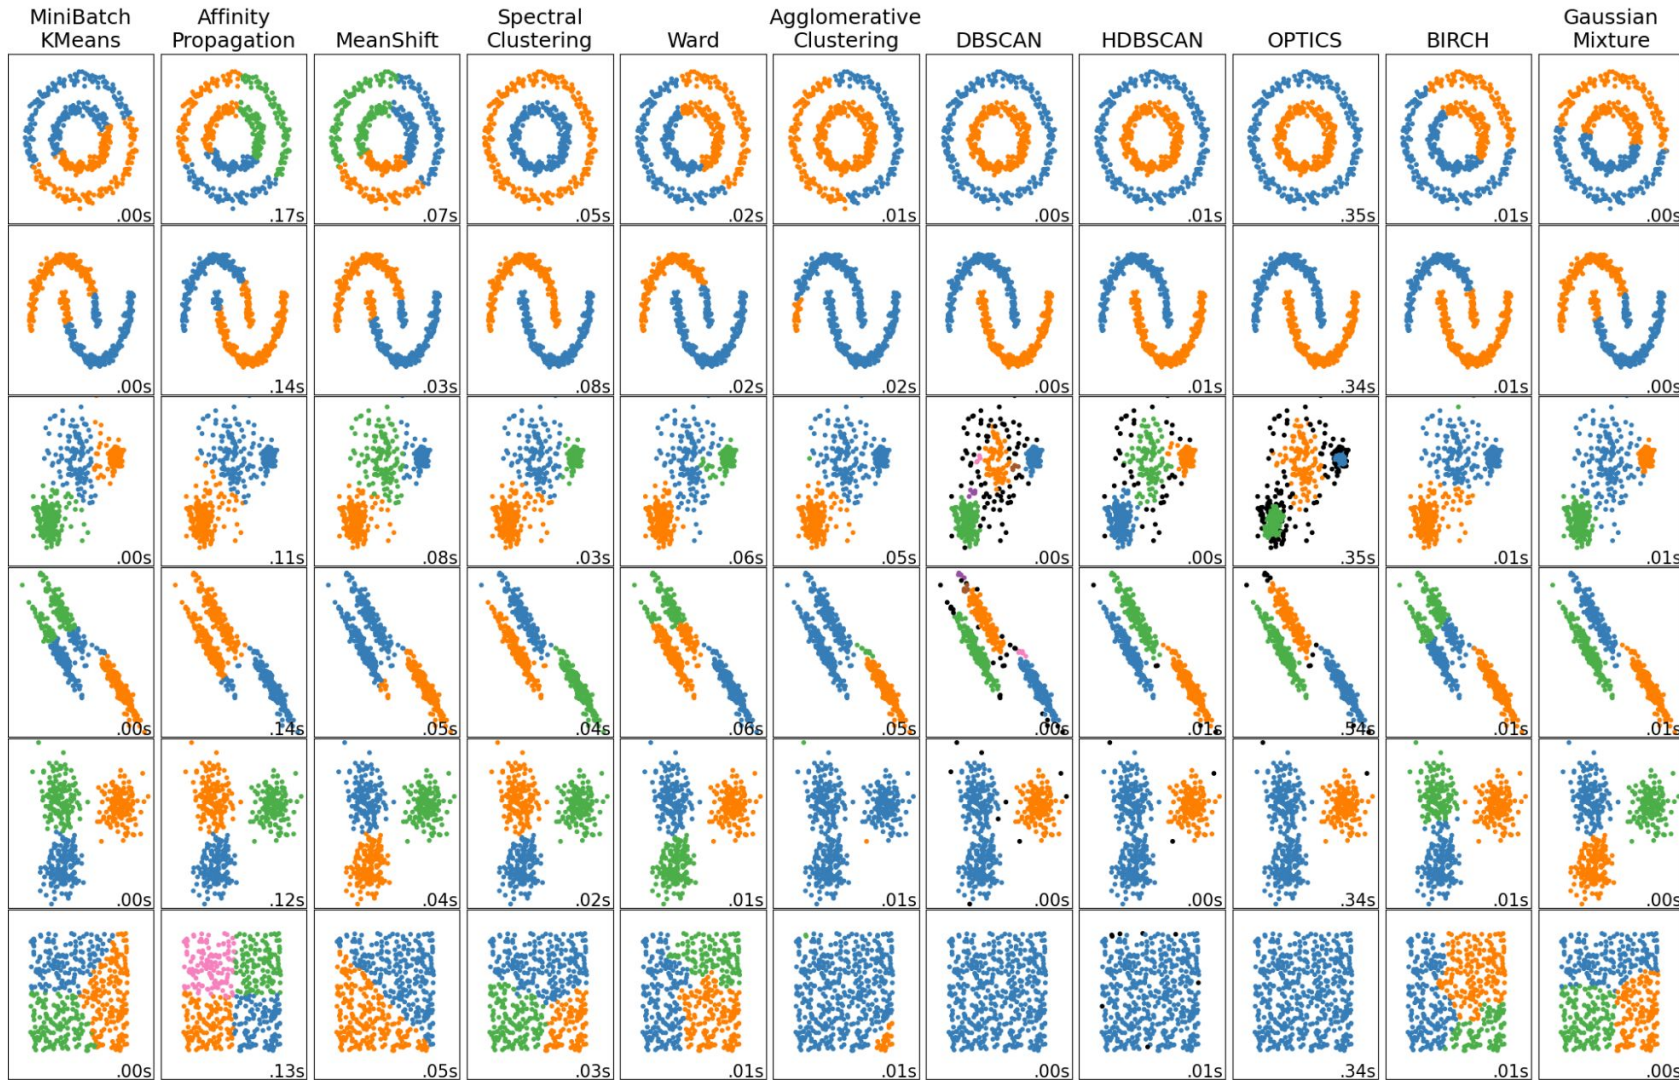 MiniBatch
KMeans
Affinity
Propagation
MeanShift
Spectral
Clustering
Ward
Agglomerative
Clustering
DBSCAN
HDBSCAN
OPTICS
BIRCH
Gaussian
Mixture
.00s
.17s
.07s
.05s
.02s
.01s
.00s
.01s
.35s
.01s
.00s
.00s
.14s
.03s
.08s
.02s
.02s
.00s
.01s
.34s
.01s
.00s
.00s
.11s
.08s
.03s
.06s
.05s
.00s
.00s
.35s
.01s
.01s
.00s
.14s
.05s
.04s
.06s
.05s
.00s
.01s
.54s
.01s
.01s
.00s
.12s
.04s
.02s
.01s
.01s
.00s
.00s
.34s
.01s
.00s
.00s
.13s
.05s
.03s
.01s
.01s
.00s
.01s
.34s
.01s
.00s